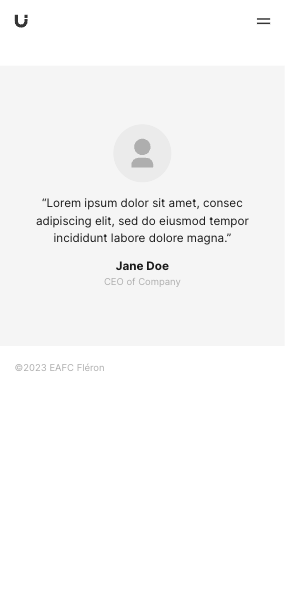 “Lorem ipsum dolor sit amet, consec
adipiscing elit, sed do eiusmod tempor
incididunt labore dolore magna.”
Jane Doe
CEO of Company
©2023 EAFC Fléron